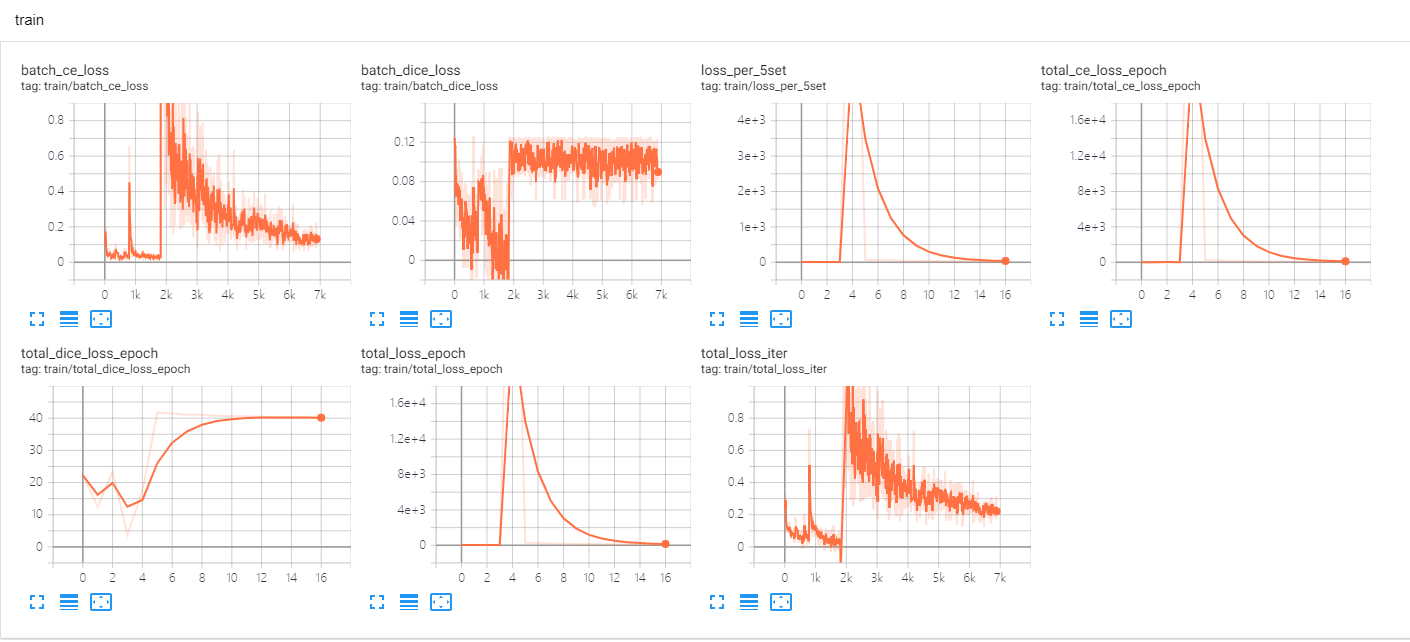 train
batch_ce_loss
tag: train/batch_ce_loss
0.8
0.6
0.4
0.2
0
0 1k 2k 3k 4k 5k 6k 7k
batch_dice_loss
tag: train/batch_dice_loss
0.12
0.08
0.04
0
0 1k 2k 3k 4k 5k 6k 7k
loss_per_5set
tag: train/loss_per_5set
4e+3
3e+3
2e+3
1e+3
0
0 2 4 6 8 10 12 14 16
total_ce_loss_epoch
tag: train/total_ce_loss_epoch
1.6e+4
1.2e+4
8e+3
4e+3
0
0 2 4 6 8 10 12 14 16
total_dice_loss_epoch
tag: train/total_dice_loss_epoch
40
30
20
10
0
0 2 4 6 8 10 12 14 16
total_loss_epoch
tag: train/total_loss_epoch
1.6e+4
1.2e+4
8e+3
4e+3
0
0 2 4 6 8 10 12 14 16
total_loss_iter
tag: train/total_loss_iter
0.8
0.6
0.4
0.2
0
0 1k 2k 3k 4k 5k 6k 7k